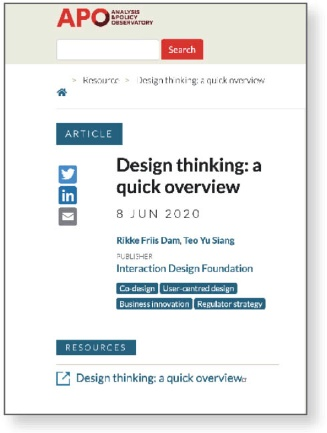 APO ANALYSIS
&POLICY
OBSERVATORY
Search
> Resource > Design thinking: a quick overview
ARTICLE
Design thinking: a
quick overview
8 JUN 2020
Rikke Friis Dam, Teo Yu Siang
PUBLISHER
Interaction Design Foundation
Co-design User-centred design
Business innovation Regulator strategy
RESOURCES
Design thinking: a quick overview